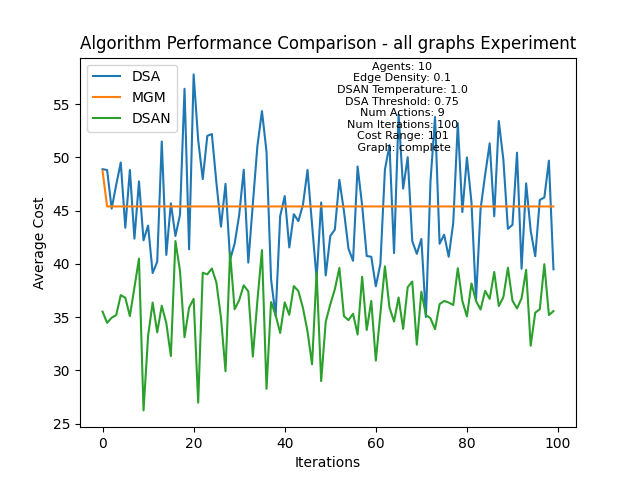 Algorithm Performance Comparison - all graphs Experiment
DSA
MGM
DSAN
Agents: 10
Edge Density: 0.1
DSAN Temperature: 1.0
DSA Threshold: 0.75
Num Actions: 9
Num Iterations: 100
Cost Range: 101
Graph: complete
Average Cost
55
50
45
40
35
30
25
0 20 40 60 80 100
Iterations